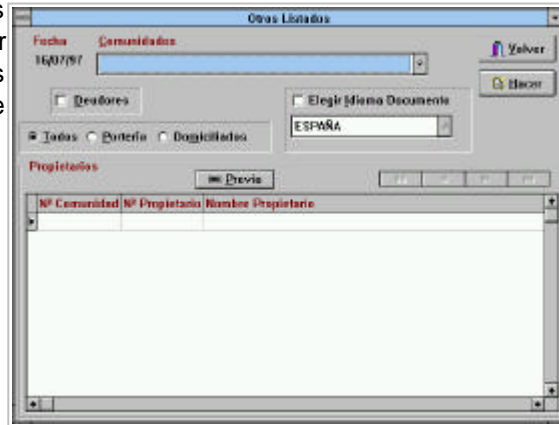 Otros Listados
Fecha Comunidades
16/07/97
Volver
Hacer
Deudores
Elegir Idioma Documento
ESPAÑA
Todos Portería Domiciliados
Propietarios
Previo
Nº Comunidad Nº Propietario Nombre Propietario